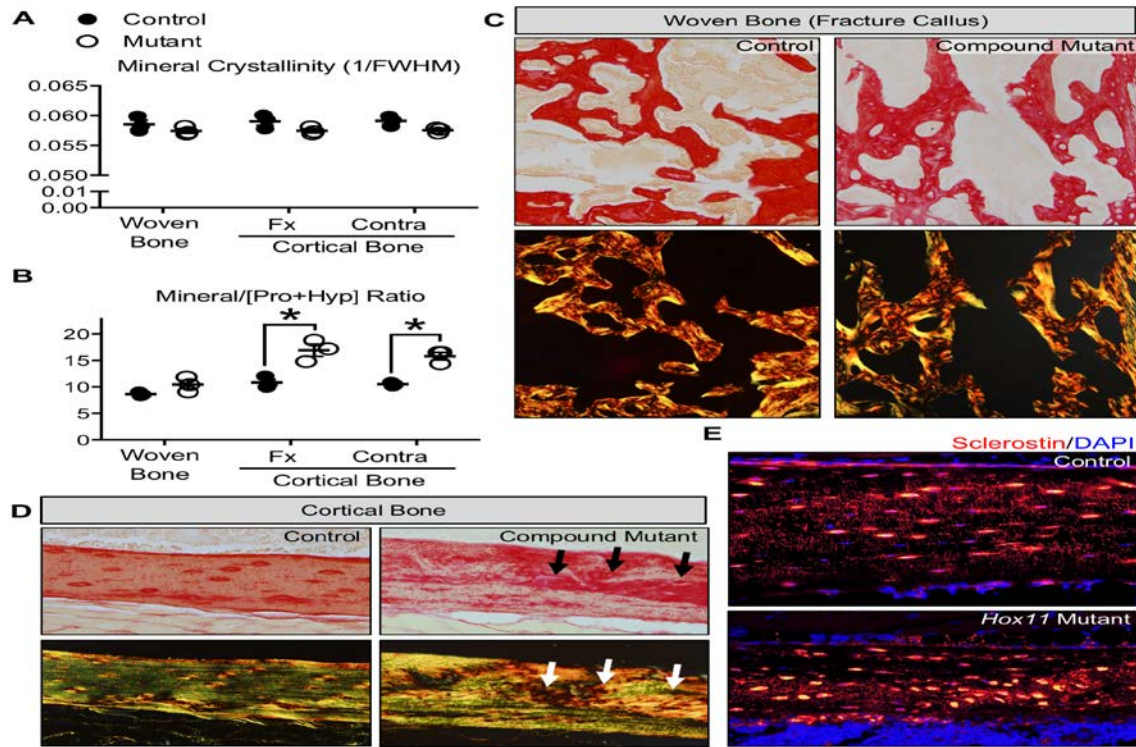 A
Control
Mutant
Mineral Crystallinity (1/FWHM)
0.065
0.060
0.055
0.050
0.01
0.00
Woven Bone
Fx
Contra
Cortical Bone
B
Mineral/[Pro+Hyp] Ratio
*
*
20
15
10
5
0
Woven Bone
Fx
Contra
Cortical Bone
C
Woven Bone (Fracture Callus)
Control
Compound Mutant
D
Cortical Bone
Control
Compound Mutant
E
Sclerostin/DAPI
Control
Hox11 Mutant